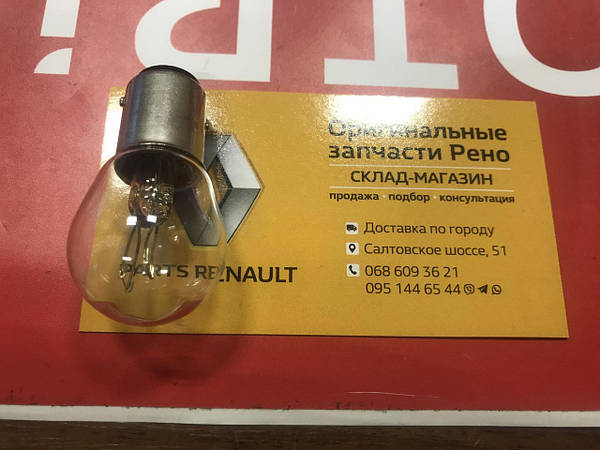 Оригинальные
запчасти Рено
СКЛАД-МАГАЗИН
продажа · подбор · консультация
Доставка по городу
Салтовское шоссе, 51
068 609 36 21
095 144 65 44
PARTS RENAULT